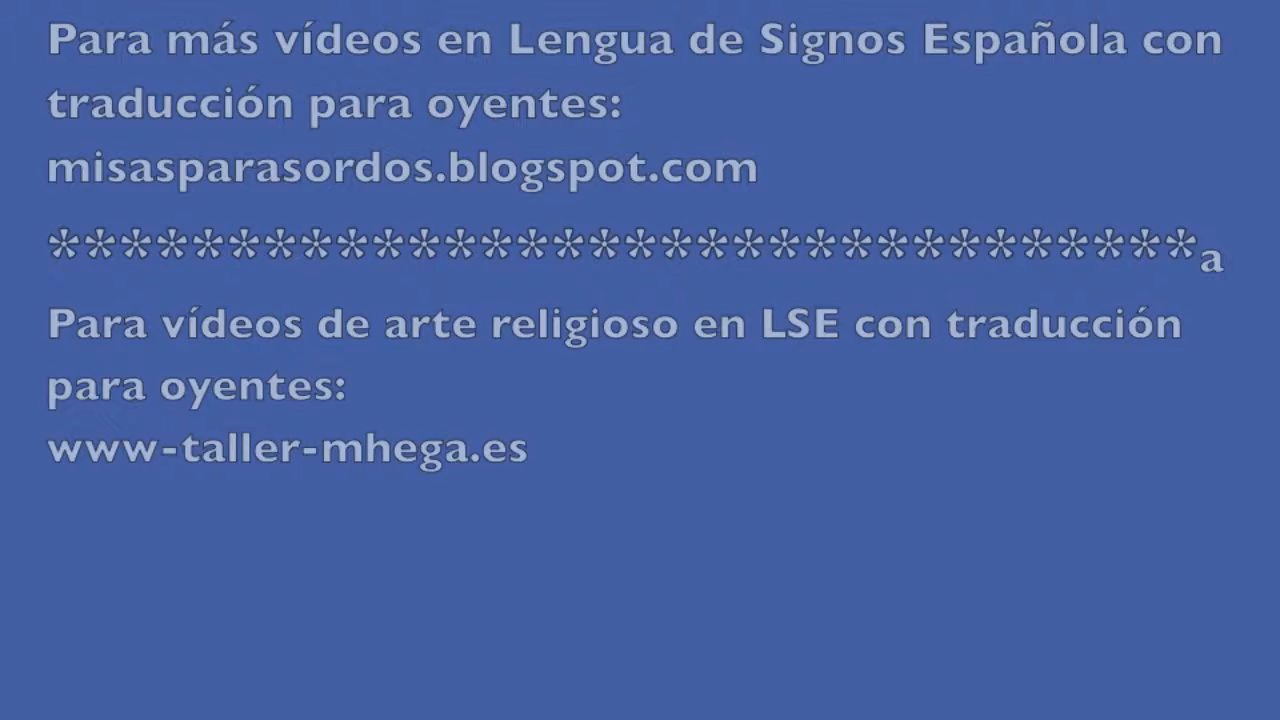 Para más vídeos en Lengua de Signos Española con
traducción para oyentes:
misasparasordos.blogspot.com
********************************a
Para vídeos de arte religioso en LSE con traducción
para oyentes:
www-taller-mhega.es